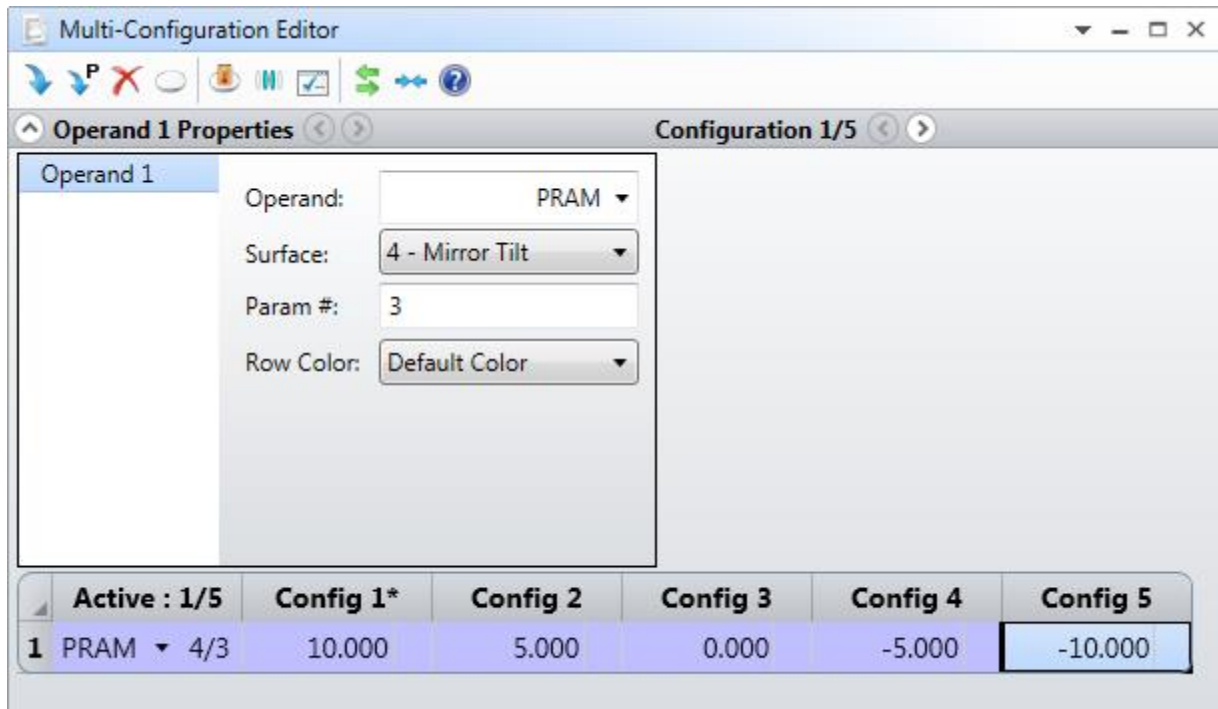 Multi-Configuration Editor
P
Operand 1 Properties Configuration 1/5
Operand 1
Operand: PRAM
Surface: 4 - Mirror Tilt
Param #: 3
Row Color: Default Color
Active : 1/5 Config 1* Config 2 Config 3 Config 4 Config 5
1 PRAM 4/3 10.000 5.000 0.000 -5.000 -10.000